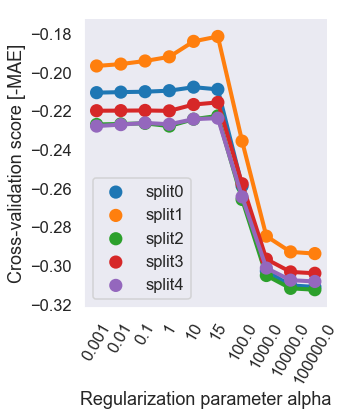 Cross-validation score [-MAE]
−0.18
−0.20
−0.22
−0.24
−0.26
−0.28
−0.30
−0.32
split0
split1
split2
split3
split4
0.001
0.01
0.1
1
10
15
100.0
1000.0
10000.0
100000.0
Regularization parameter alpha